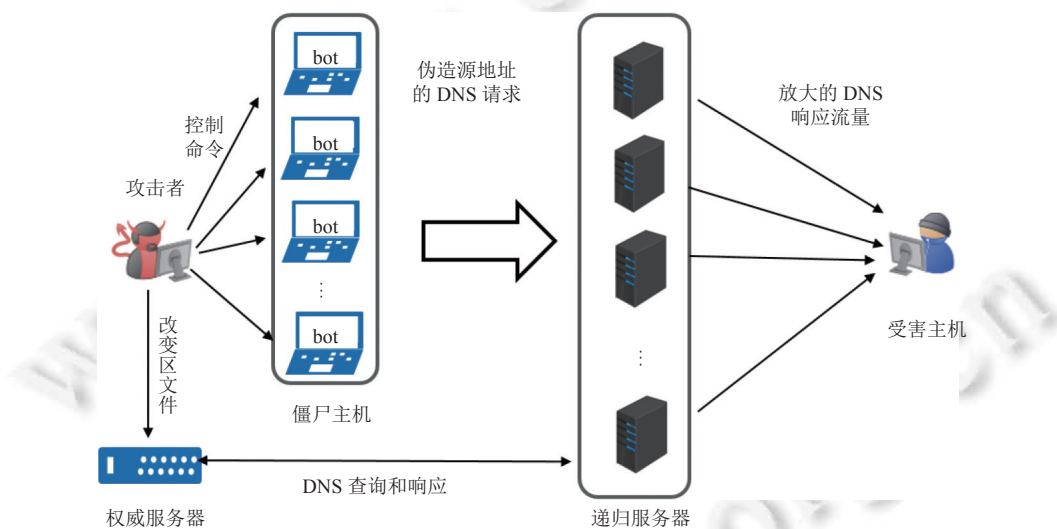 bot
伪造源地址
的 DNS 请求
放大的 DNS
响应流量
控制
命令
bot
攻击者
bot
⋮
bot
受害主机
⋮
改变区文件
僵尸主机
DNS 查询和响应
权威服务器
递归服务器